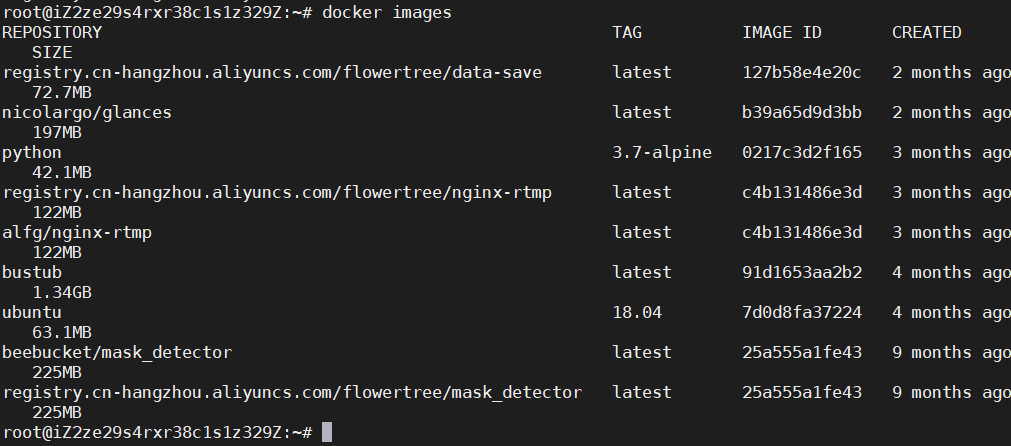 root@iZ2ze29s4rxr38c1s1z329Z:~# docker images
REPOSITORY TAG IMAGE ID CREATED
SIZE
registry.cn-hangzhou.aliyuncs.com/flowertree/data-save latest 127b58e4e20c 2 months ago
72.7MB
nicolargo/glances latest b39a65d9d3bb 2 months ago
197MB
python 3.7-alpine 0217c3d2f165 3 months ago
42.1MB
registry.cn-hangzhou.aliyuncs.com/flowertree/nginx-rtmp latest c4b131486e3d 3 months ago
122MB
alfg/nginx-rtmp latest c4b131486e3d 3 months ago
122MB
bustub latest 91d1653aa2b2 4 months ago
1.34GB
ubuntu 18.04 7d0d8fa37224 4 months ago
63.1MB
beebucket/mask_detector latest 25a555a1fe43 9 months ago
225MB
registry.cn-hangzhou.aliyuncs.com/flowertree/mask_detector latest 25a555a1fe43 9 months ago
225MB
root@iZ2ze29s4rxr38c1s1z329Z:~#